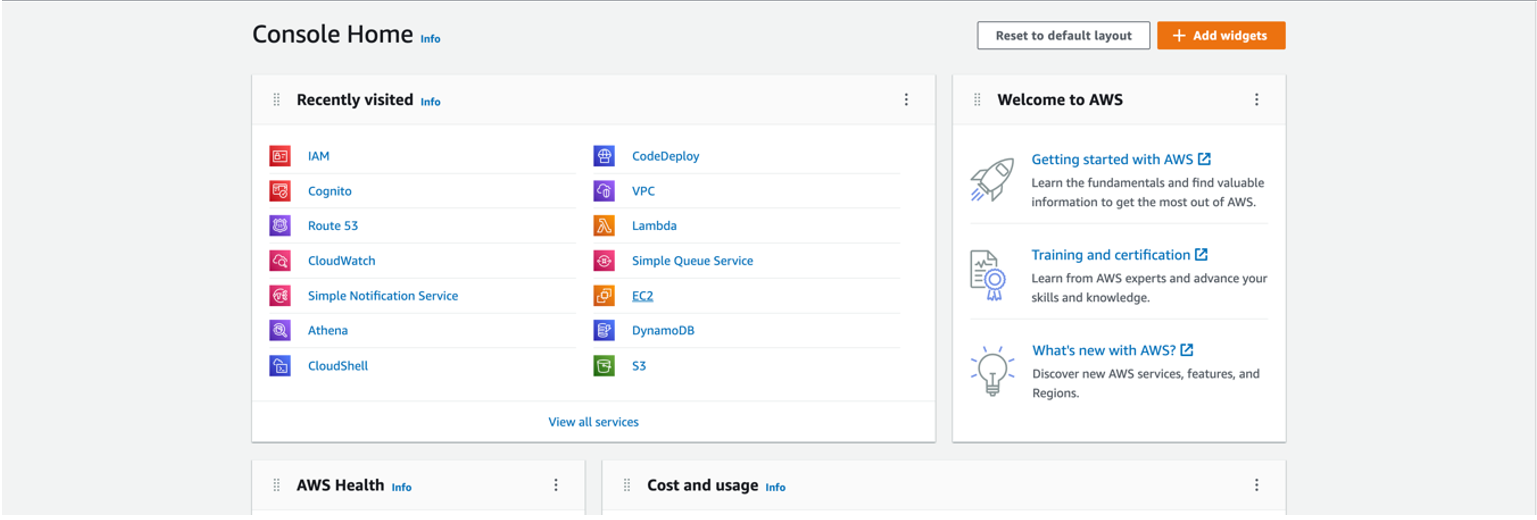 Console Home Info
Reset to default layout
Add widgets
Recently visited Info
IAM
Cognito
Route 53
CloudWatch
Simple Notification Service
Athena
CloudShell
CodeDeploy
VPC
Lambda
Simple Queue Service
EC2
DynamoDB
S3
View all services
Welcome to AWS
Getting started with AWS
Learn the fundamentals and find valuable
information to get the most out of AWS.
Training and certification
Learn from AWS experts and advance your
skills and knowledge.
What's new with AWS?
Discover new AWS services, features, and
Regions.
AWS Health Info
Cost and usage Info